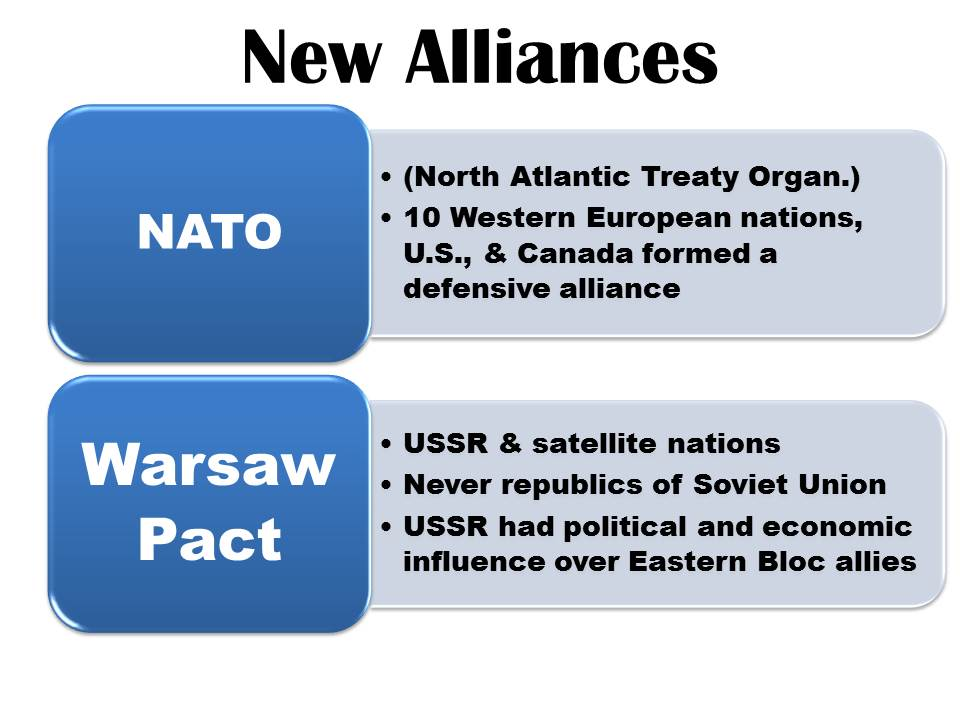 New Alliances
NATO
• (North Atlantic Treaty Organ.)
• 10 Western European nations,
U.S., & Canada formed a
defensive alliance
Warsaw
Pact
• USSR & satellite nations
• Never republics of Soviet Union
• USSR had political and economic
influence over Eastern Bloc allies